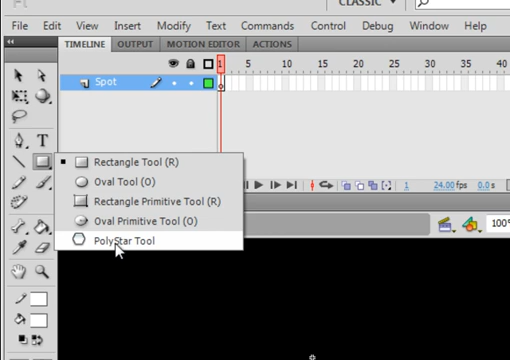 CLASSIC
File Edit View Insert Modify Text Commands Control Debug Window Help
TIMELINE OUTPUT MOTION EDITOR ACTIONS
1 5 10 15 20 25 30 35 40
Spot
T
Rectangle Tool (R)
Oval Tool (O)
Rectangle Primitive Tool (R)
Oval Primitive Tool (O)
PolyStar Tool
1 24.00 fps 0.0 s
100%